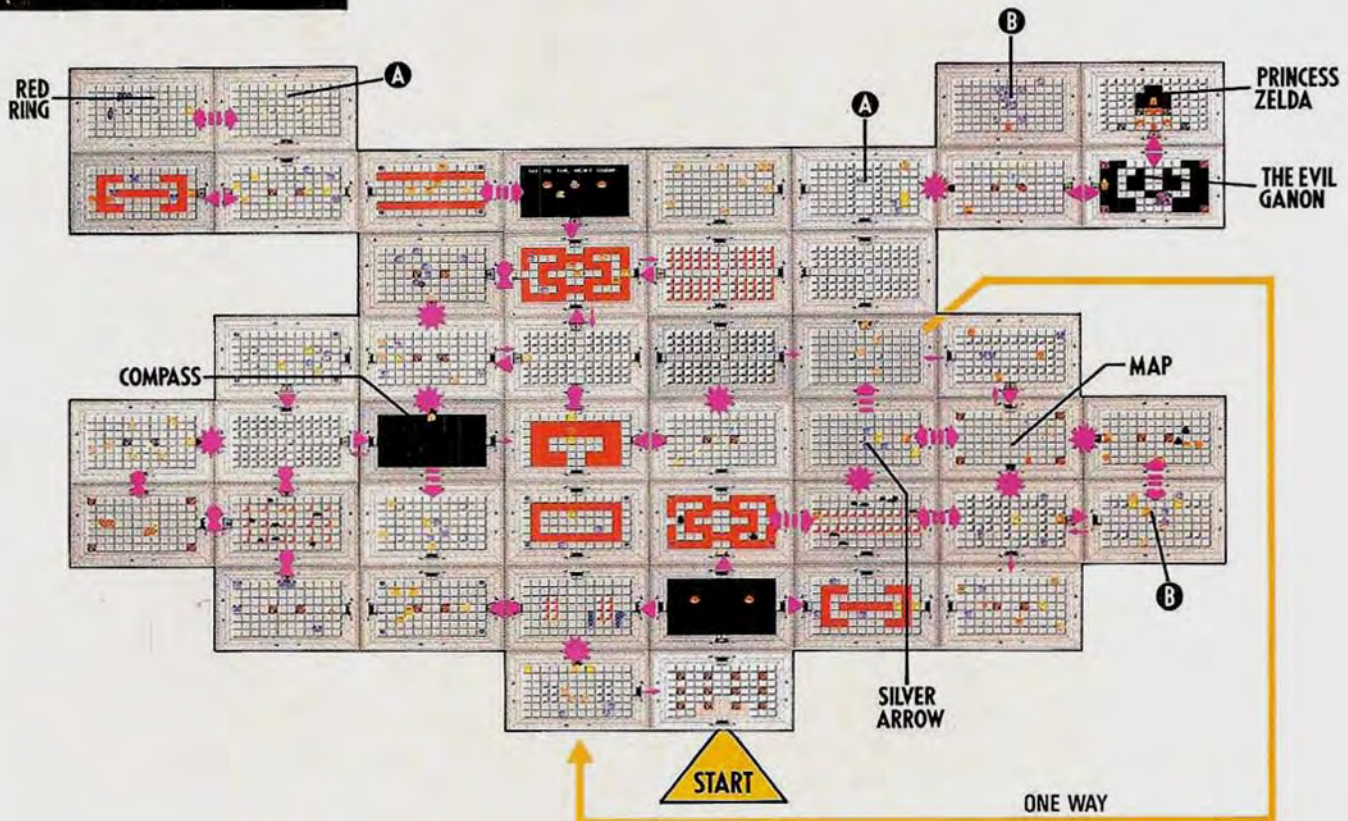 B
RED
RING
A
A
PRINCESS
ZELDA
THE EVIL
GANON
COMPASS
MAP
B
SILVER
ARROW
START
ONE WAY